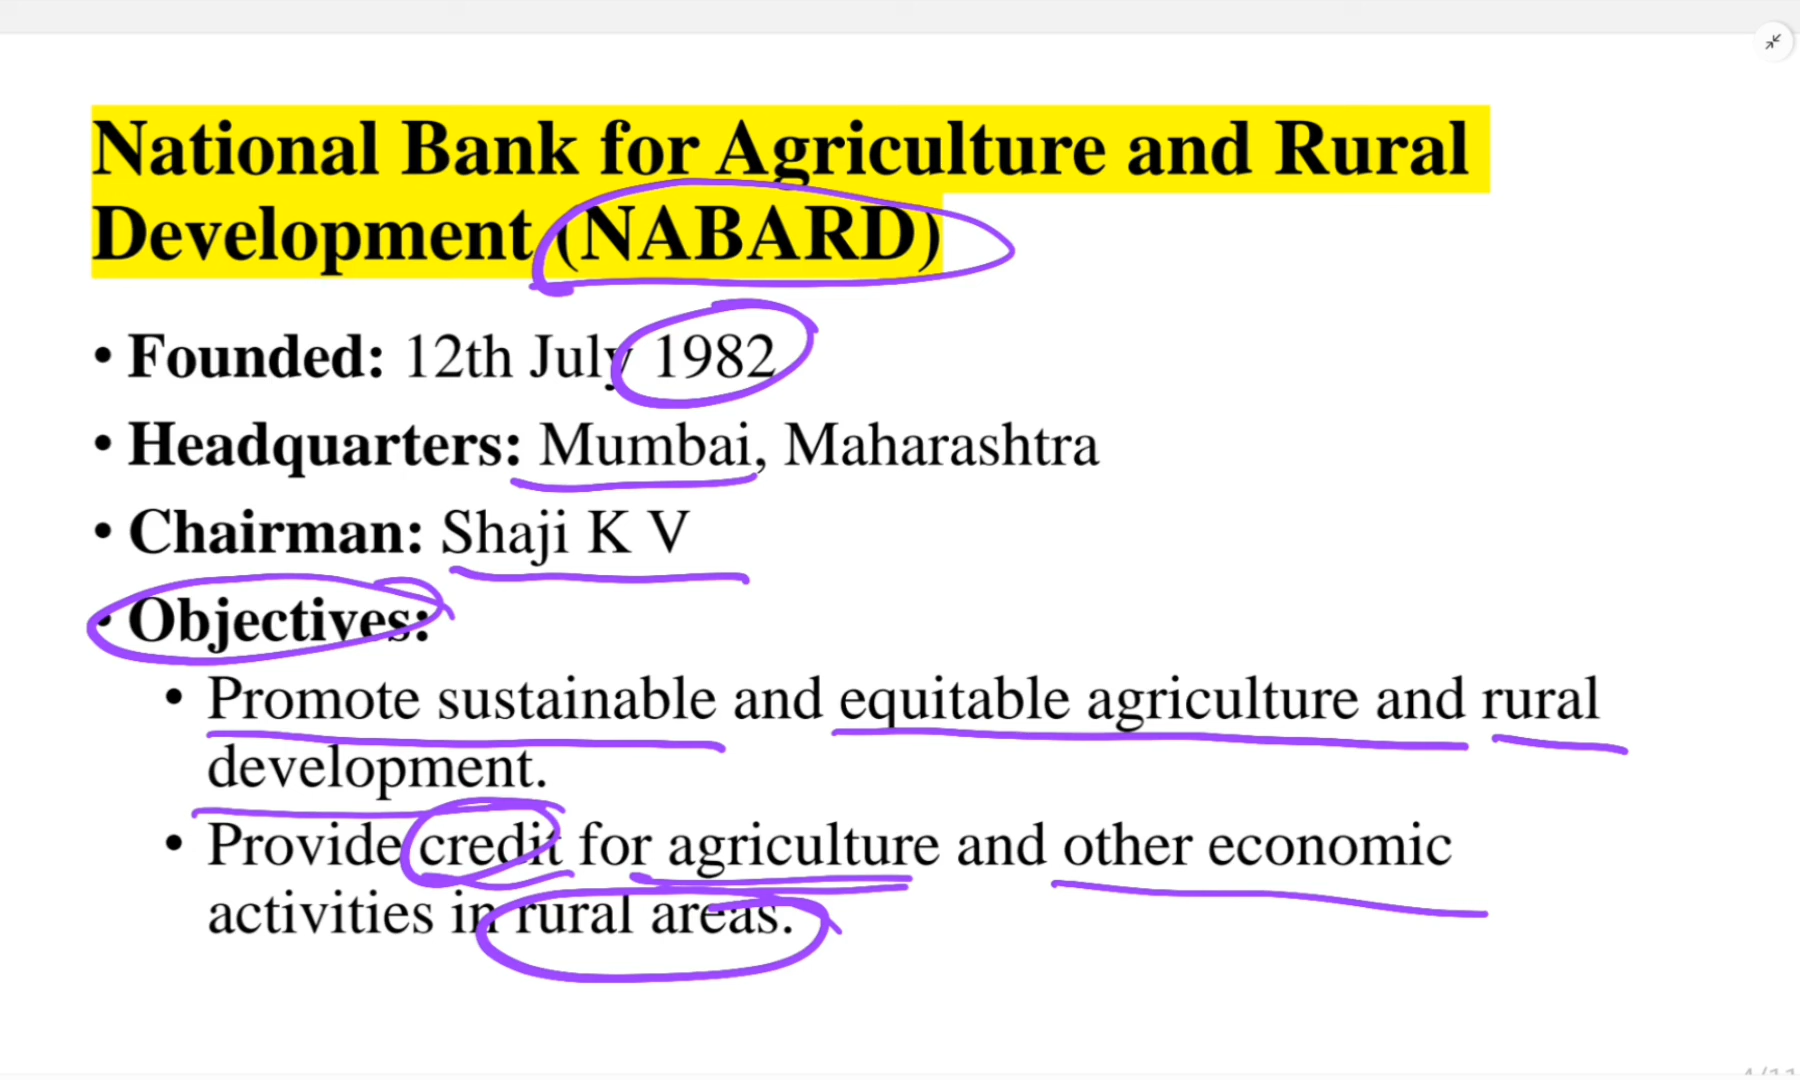 National Bank for Agriculture and Rural
Development (NABARD)
• Founded: 12th July 1982
• Headquarters: Mumbai, Maharashtra
• Chairman: Shaji K V
• Objectives:
• Promote sustainable and equitable agriculture and rural
development.
• Provide credit for agriculture and other economic
activities in rural areas.